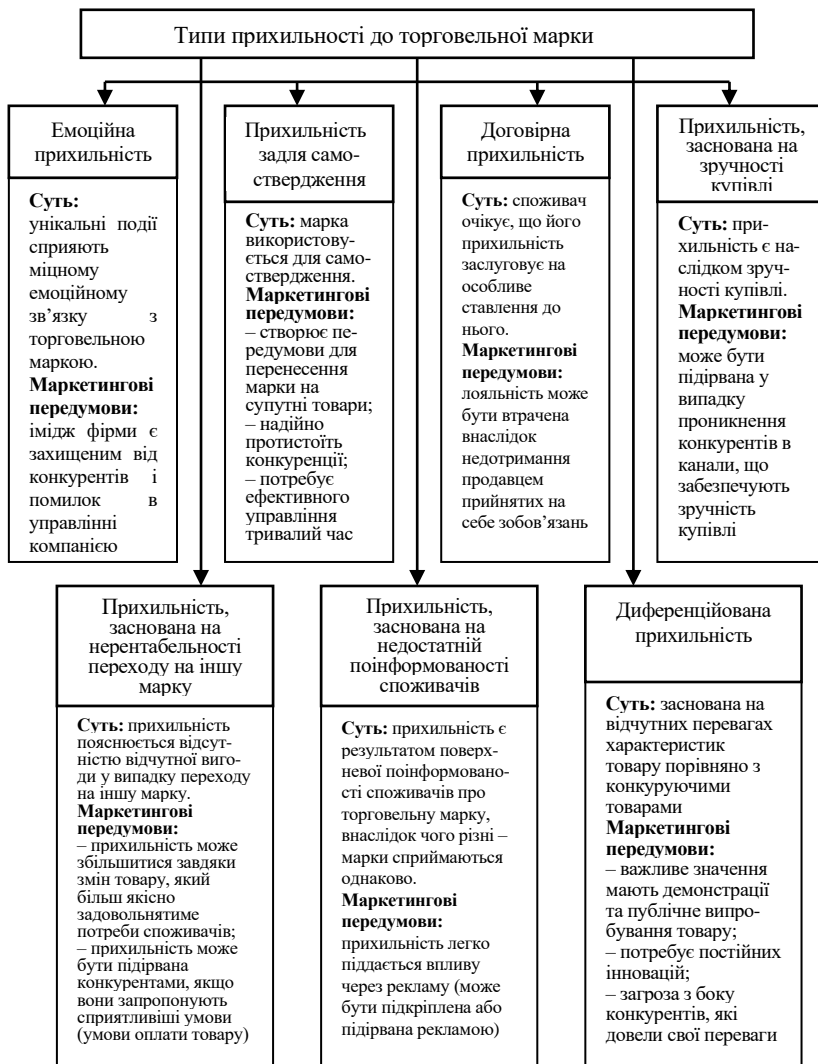 Типи прихильності до торговельної марки
Емоційна
прихильність
Суть:
унікальні події
сприяють
міцному
емоційному
зв’язку з
торговельною
маркою.
Маркетингові
передумови:
імідж фірми є
захищеним від
конкурентів і
помилок в
управлінні
компанією
Прихильність
задля само-
ствердження
Суть: марка
використову-
ється для само-
ствердження.
Маркетингові
передумови:
– створює пе-
редумови для
перенесення
марки на
супутні товари;
– надійно
протистоїть
конкуренції;
– потребує
ефективного
управління
тривалий час
Договірна
прихильність
Суть: споживач
очікує, що його
прихильність
заслуговує на
особливе
ставлення до
нього.
Маркетингові
передумови:
лояльність може
бути втрачена
внаслідок
недотримання
продавцем
прийнятих на
себе зобов’язань
Прихильність,
заснована на
зручності
купівлі
Суть: при-
хильність є на-
слідком зруч-
ності купівлі.
Маркетингові
передумови:
може бути
підірвана у
випадку
проникнення
конкурентів в
канали, що
забезпечують
зручність
купівлі
Прихильність,
заснована на
нерентабельності
переходу на іншу
марку
Суть: прихильність
пояснюється відсут-
ністю відчутної виго-
ди у випадку переходу
на іншу марку.
Маркетингові
передумови:
– прихильність може
збільшитися завдяки
змін товару, який
більш якісно
задовольнятиме
потреби споживачів;
– прихильність може
бути підірвана
конкурентами, якщо
вони запропонують
сприятливіші умови
(умови оплати товару)
Прихильність,
заснована на
недостатній
поінформованості
споживачів
Суть: прихильність є
результатом поверх-
невої поінформовано-
сті споживачів про
торговельну марку,
внаслідок чого різні –
марки сприймаються
однаково.
Маркетингові
передумови:
прихильність легко
піддається впливу
через рекламу (може
бути підкріплена або
підірвана рекламою)
Диференційована
прихильність
Суть: заснована на
відчутних перевагах
характеристик
товару порівняно з
конкуруючими
товарами
Маркетингові
передумови:
– важливе значення
мають демонстрації
та публічне випро-
бування товару;
– потребує постійних
інновацій;
– загроза з боку
конкурентів, які
довели свої переваги